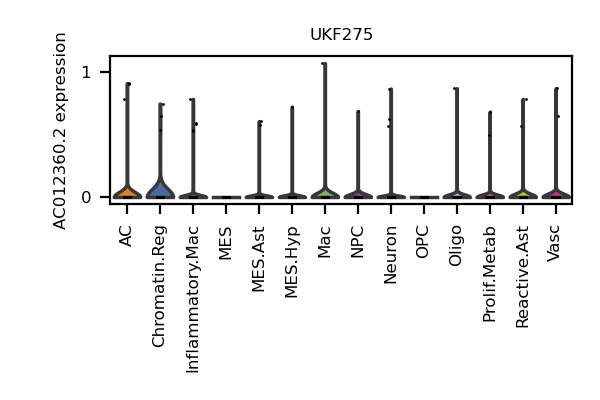 UKF275
AC012360.2 expression
1
0
AC
Chromatin.Reg
Inflammatory.Mac
MES
MES.Ast
MES.Hyp
Mac
NPC
Neuron
OPC
Oligo
Prolif.Metab
Reactive.Ast
Vasc